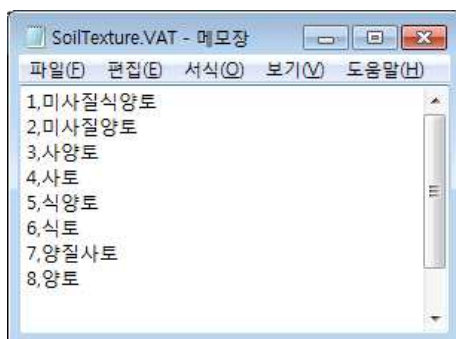 SoilTexture.VAT - 메모장
파일(F) 편집(E) 서식(O) 보기(V) 도움말(H)
1,미사질식양토
2,미사질양토
3,사양토
4,사토
5,식양토
6,식토
7,양질사토
8,양토